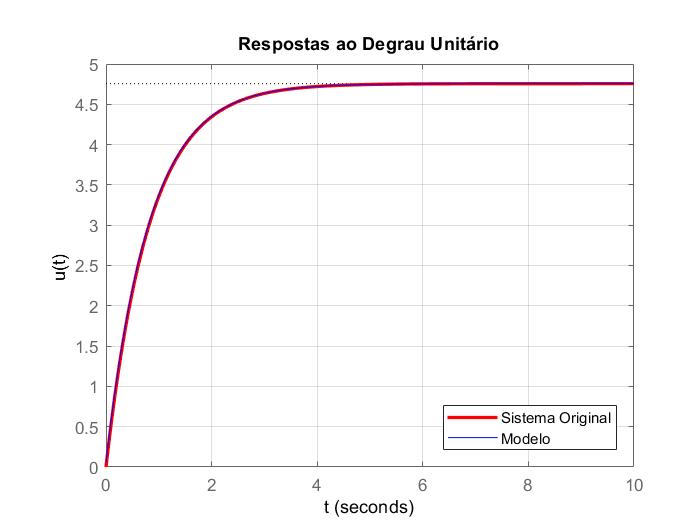 Respostas ao Degrau Unitário
5
4.5
4
3.5
3
2.5
2
1.5
1
0.5
0
u(t)
Sistema Original
Modelo
0 2 4 6 8 10
t (seconds)